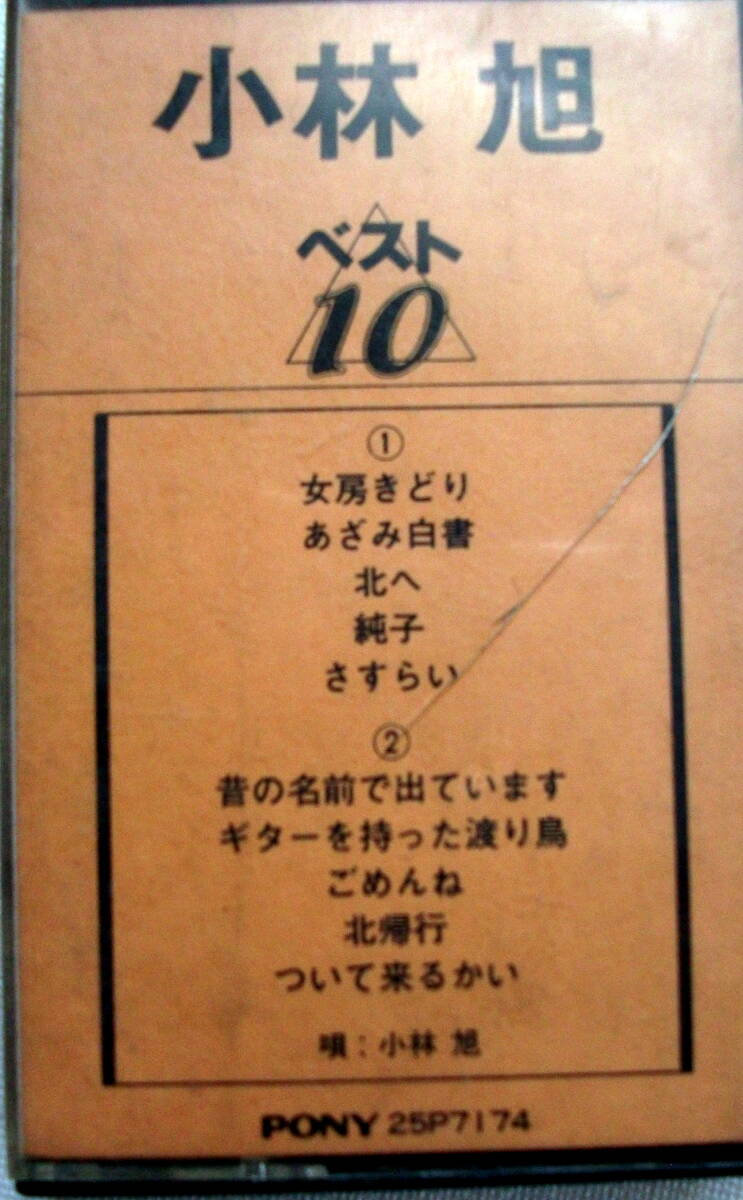 小林 旭
ベスト
10
①
女房きどり
あざみ白書
北へ
純子
さすらい
②
昔の名前で出ています
ギターを持った渡り鳥
ごめんね
北帰行
ついて来るかい
唄：小林 旭
PONY 25P7174